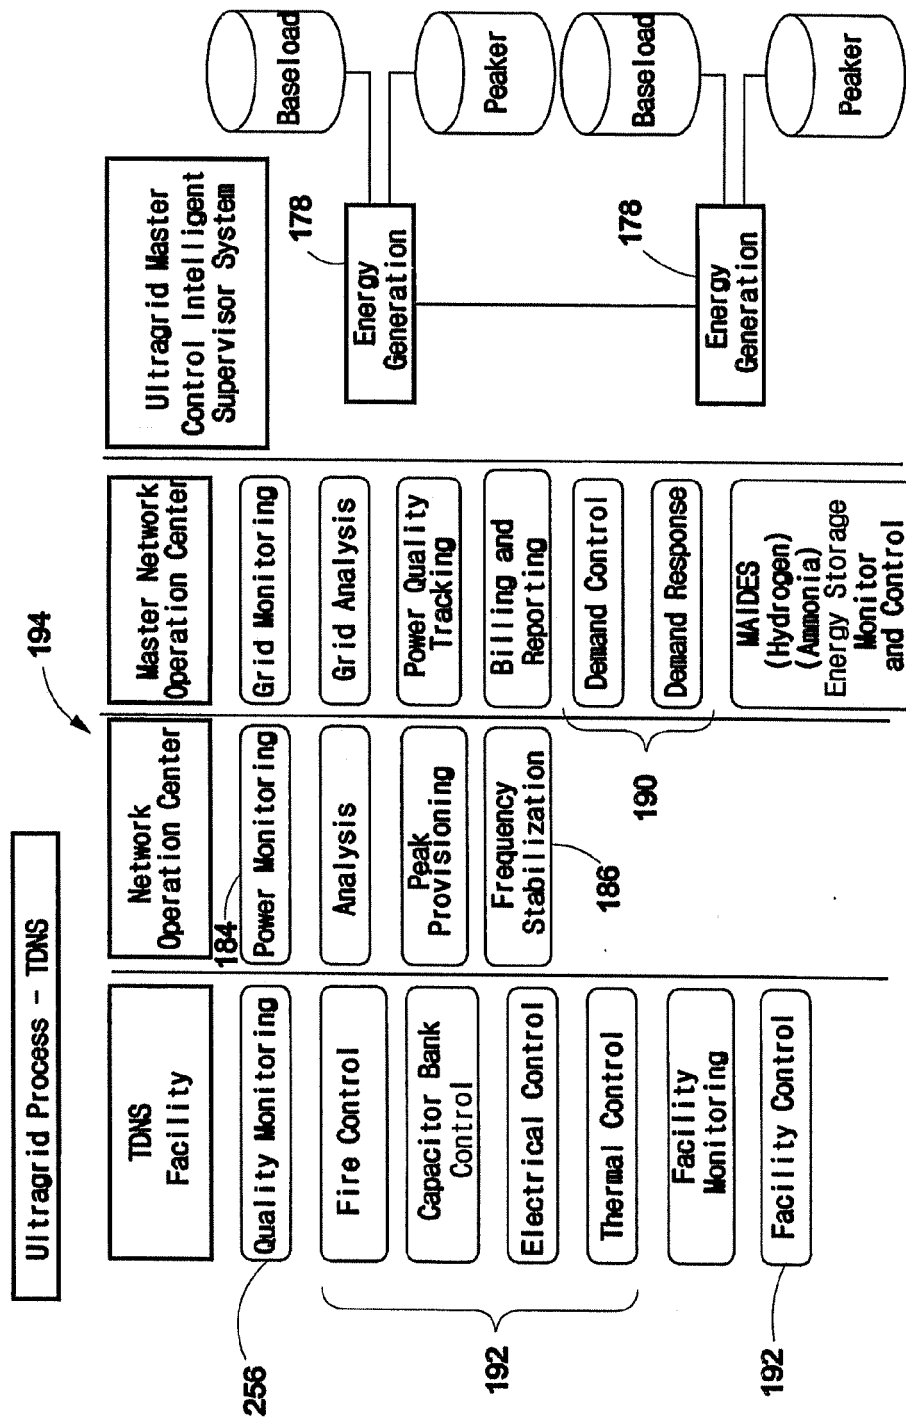 Ultragrid Process - TDNS
194
TDNS
Facility
256
Quality Monitoring
Fire Control
Capacitor Bank
Control
Electrical Control
Thermal Control
192
Facility
Monitoring
Facility Control
192
Network
Operation Center
184
Power Monitoring
Analysis
Peak
Provisioning
Frequency
Stabilization
186
Master Network
Operation Center
Grid Monitoring
Grid Analysis
Power Quality
Tracking
Billing and
Reporting
Demand Control
Demand Response
190
MAIDES
(Hydrogen)
(Ammonia)
Energy Storage
Monitor
and Control
Ultragrid Master
Control Intelligent
Supervisor System
178
Energy
Generation
Baseload
Peaker
178
Energy
Generation
Baseload
Peaker